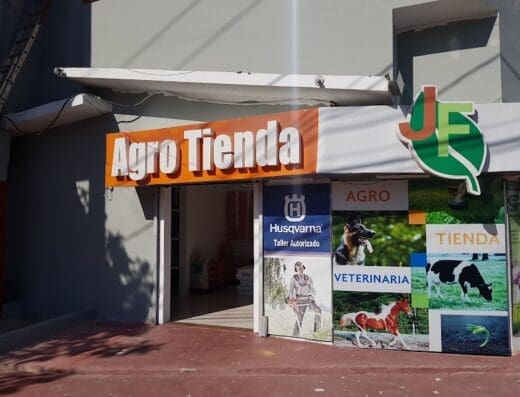 JF
Agro Tienda
Husqvarna
Taller Autorizado
AGRO
VETERINARIA
TIENDA